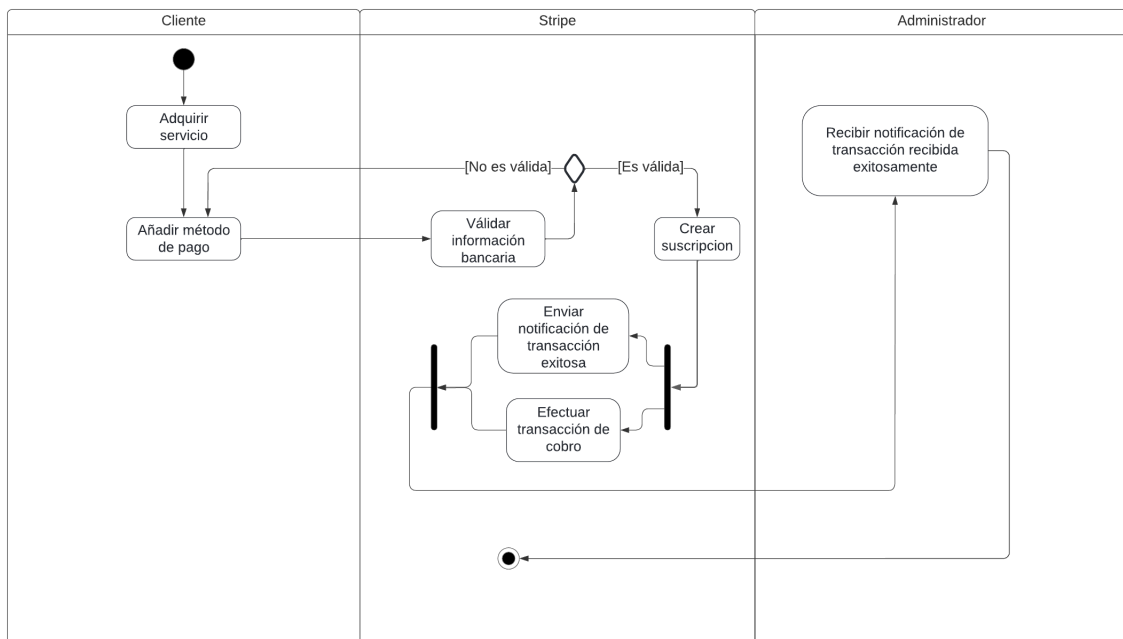 Cliente
Stripe
Administrador
Adquirir
servicio
Recibir notificación de
transacción recibida
exitosamente
[No es válida]
[Es válida]
Añadir método
de pago
Válidar
información
bancaria
Crear
suscripcion
Enviar
notificación de
transacción
exitosa
Efectuar
transacción de
cobro